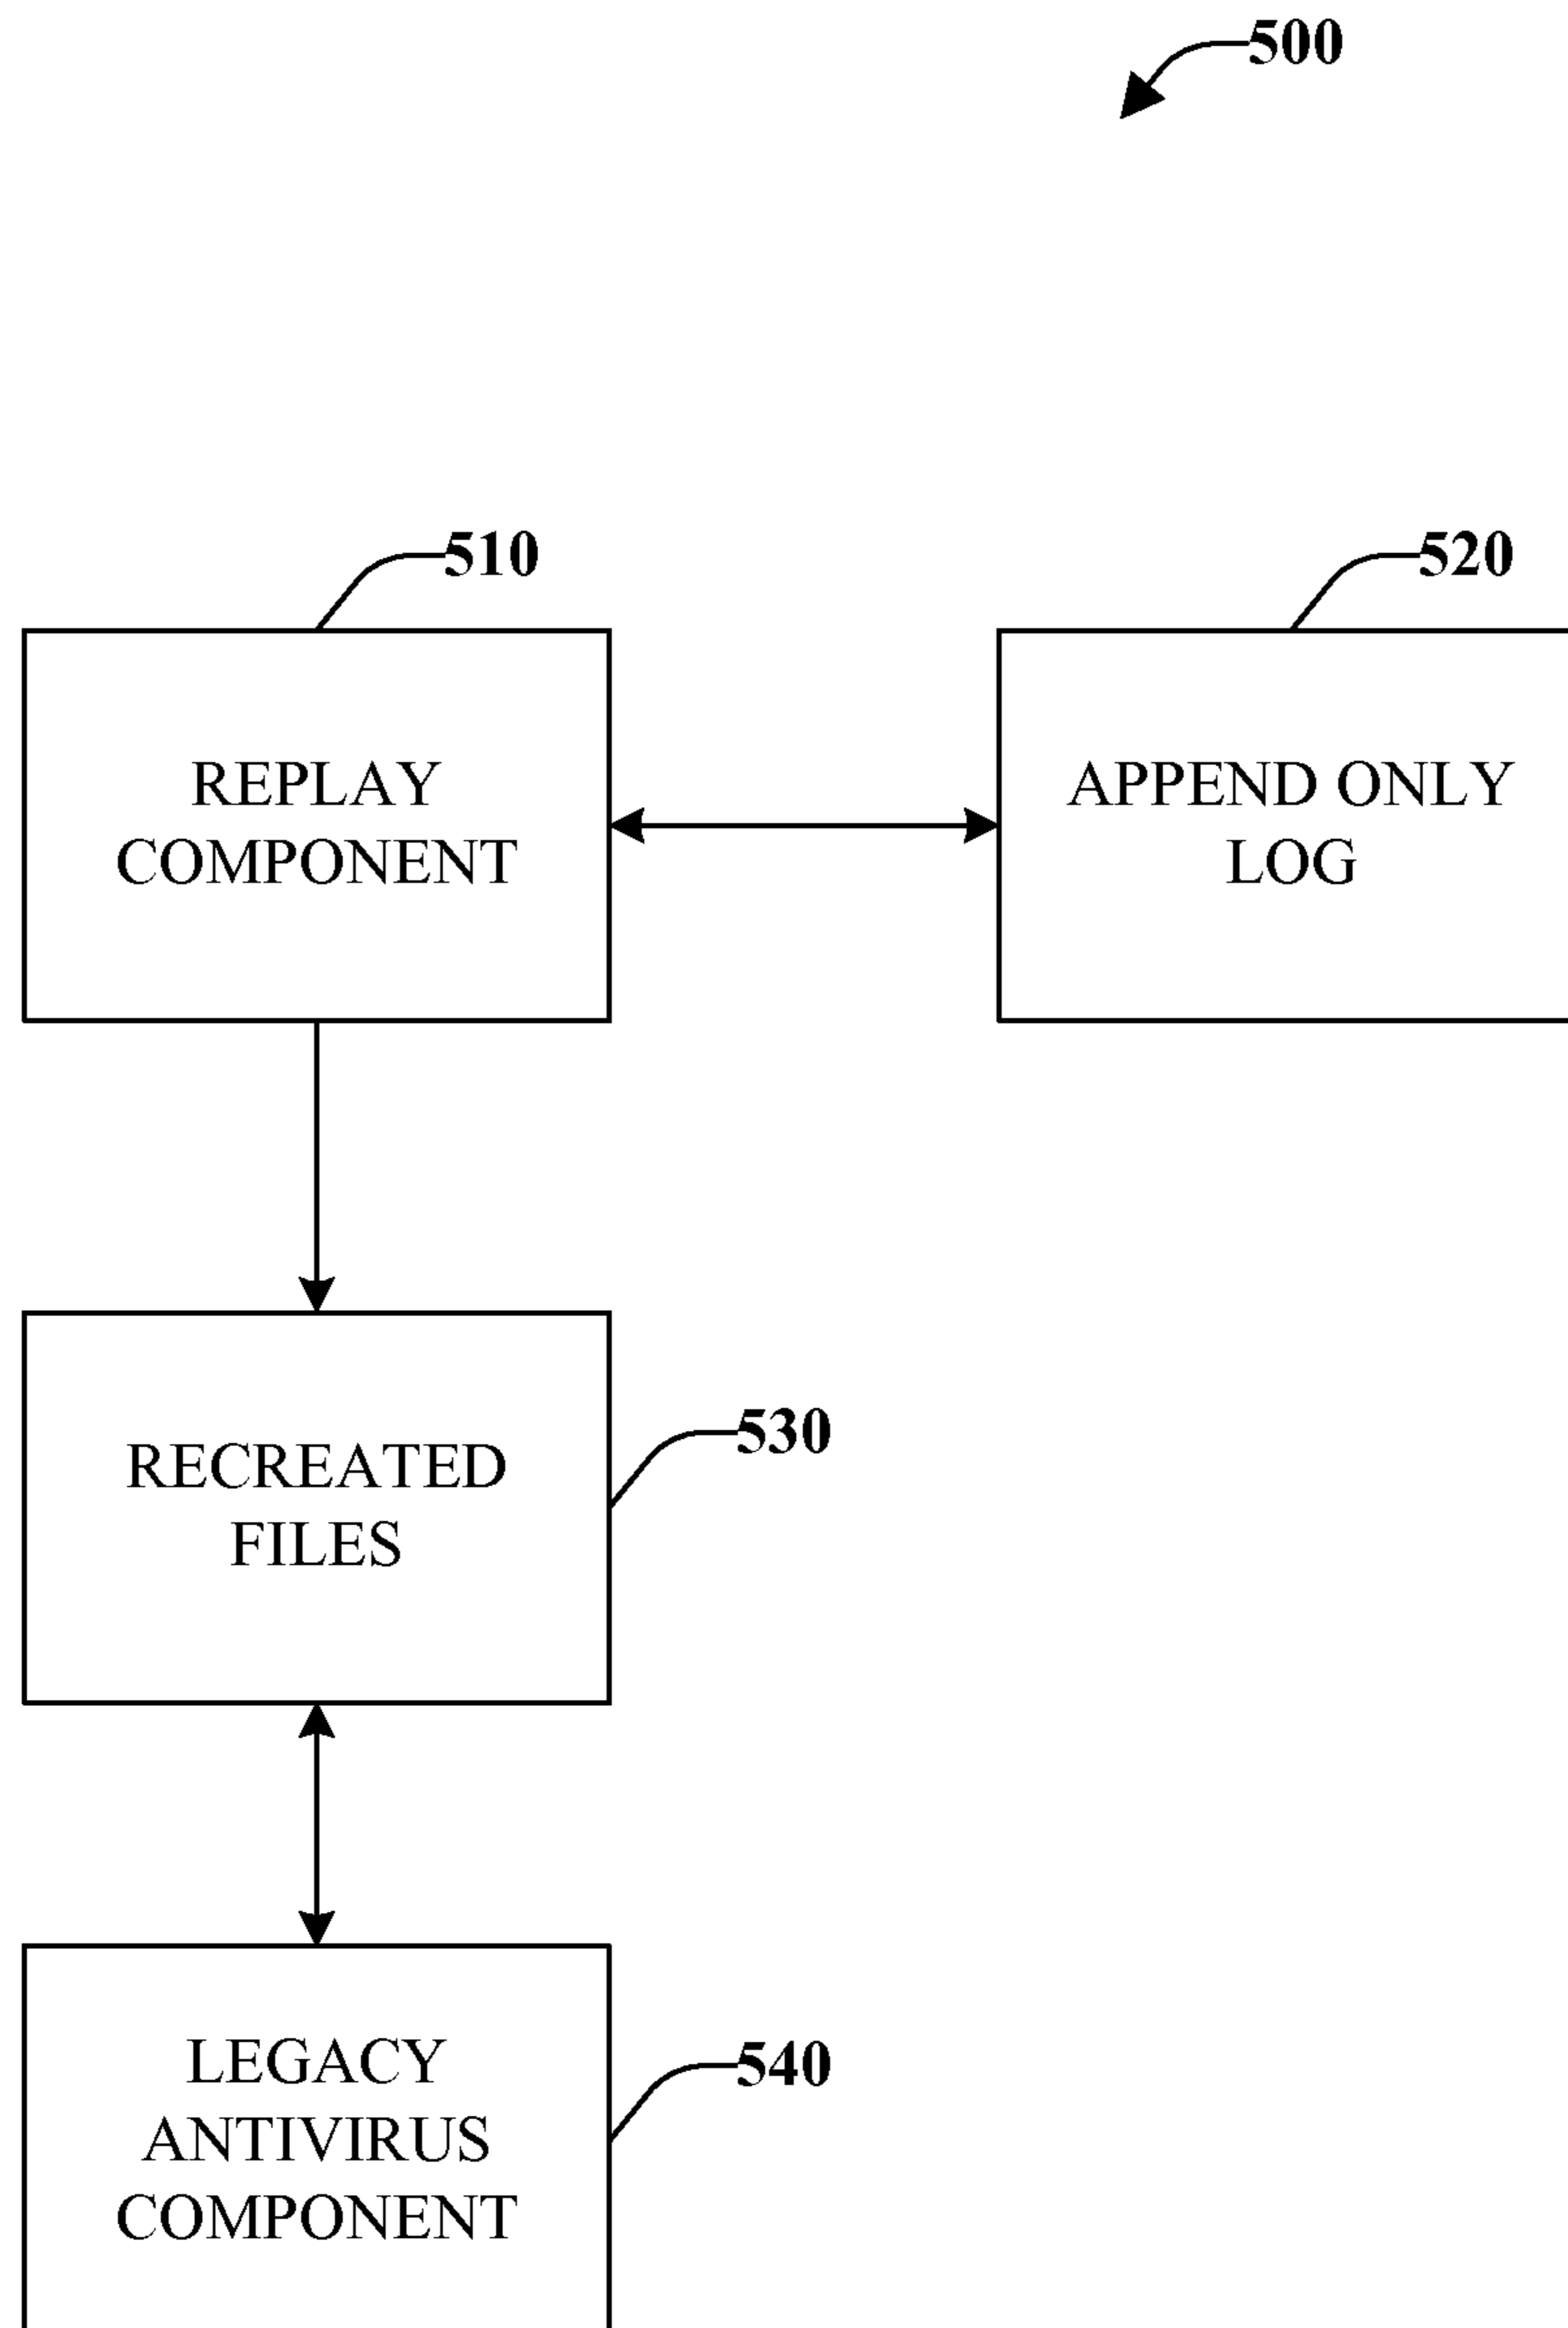 500
510
520
REPLAY
COMPONENT
APPEND ONLY
LOG
RECREATED
FILES
530
LEGACY
ANTIVIRUS
COMPONENT
540